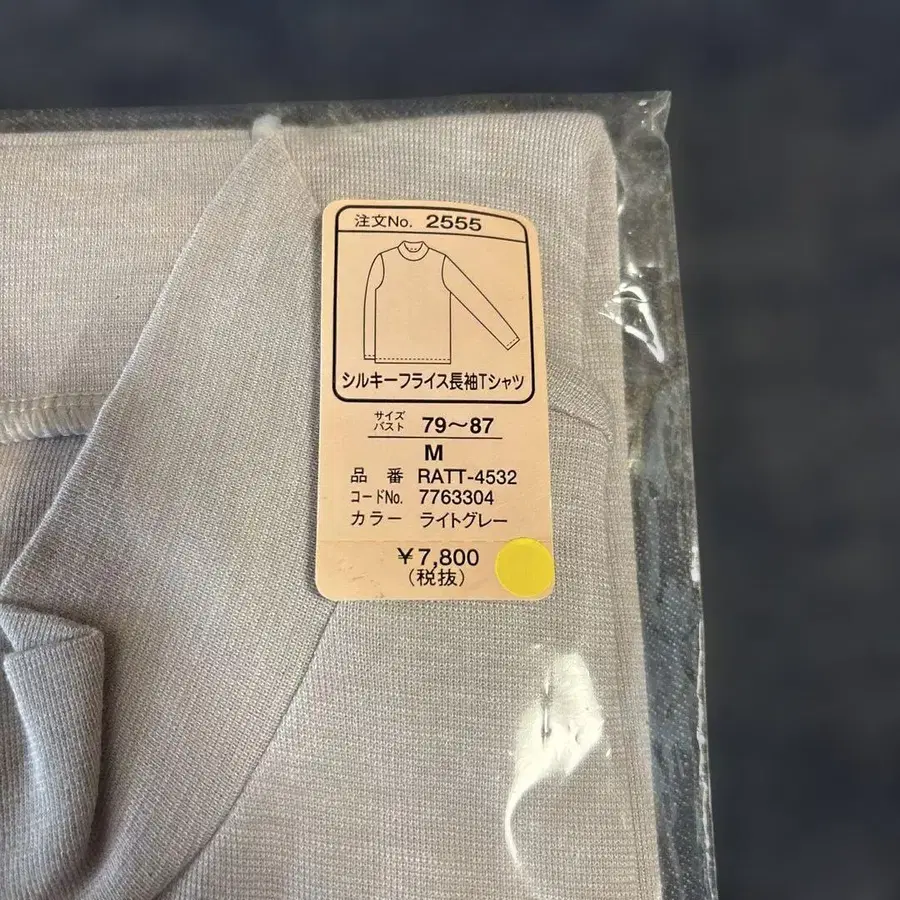 注文No. 2555
シルキーフライス長袖Tシャツ
サイズ
バスト 79〜87
M
品 番 RATT-4532
コードNo. 7763304
カラー ライトグレー
¥7,800
(税抜)